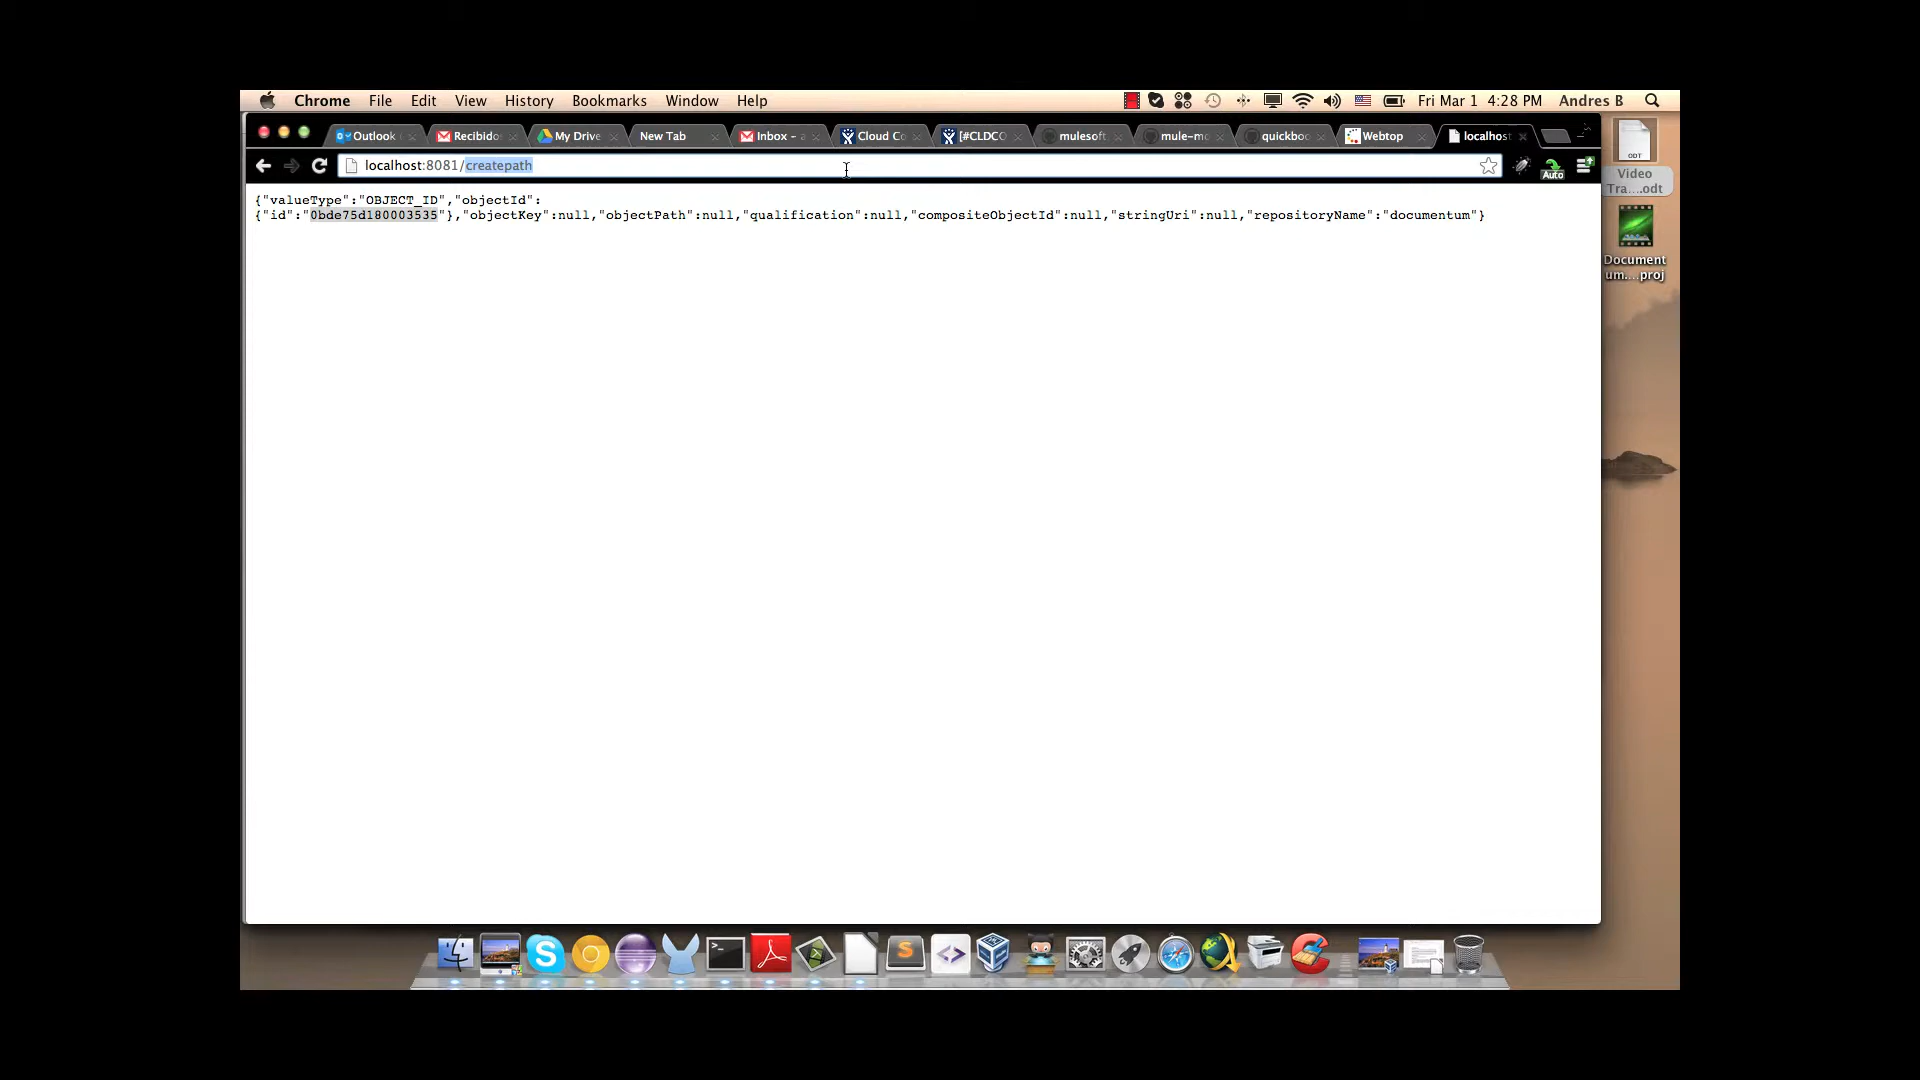 Chrome File Edit View History Bookmarks Window Help Fri Mar 1 4:28 PM Andres B
Outlook Recibido My Drive New Tab Inbox - Cloud Co [#CLDCO mulesoft mule-mo quickboo Webtop localhos
localhost:8081/createpath
Auto
{"valueType":"OBJECT_ID","objectId":
{"id":"0bde75d180003535"},"objectKey":null,"objectPath":null,"qualification":null,"compositeObjectId":null,"stringUri":null,"repositoryName":"documentum"}
ODT
Video
Tra....odt
Document
um....proj